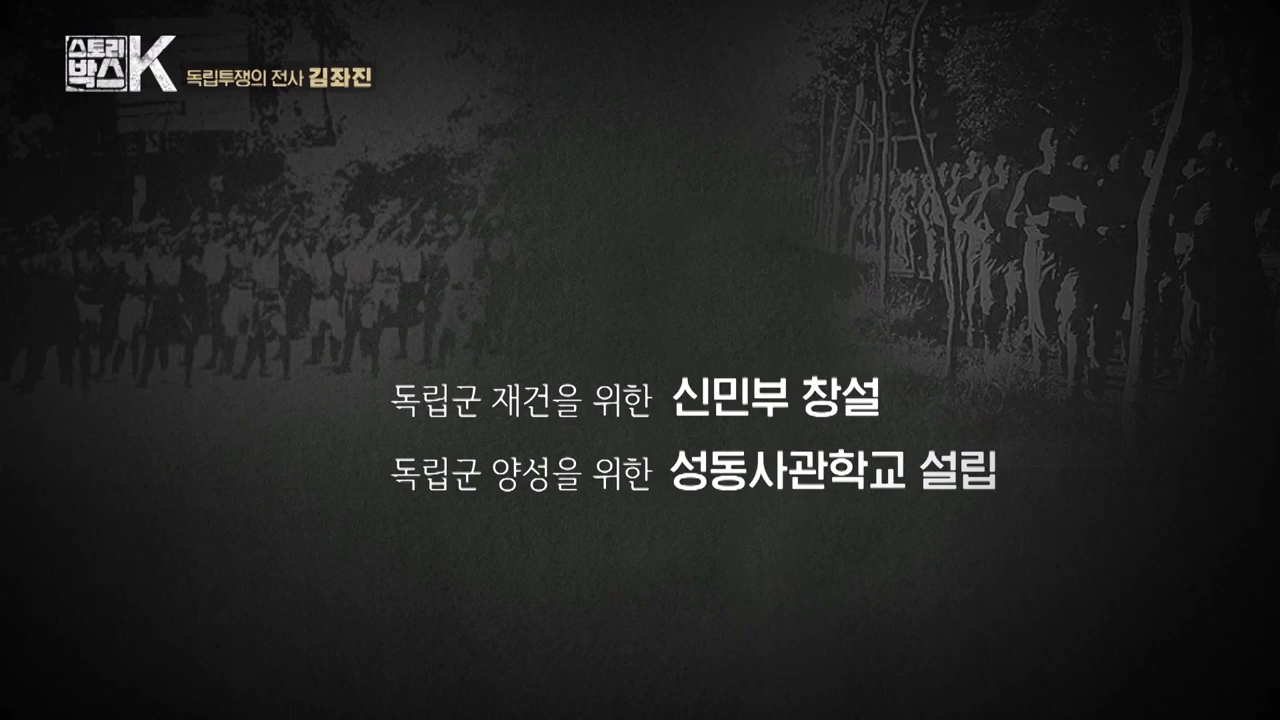 스토리
박스K 독립투쟁의 전사 김좌진
독립군 재건을 위한 신민부 창설
독립군 양성을 위한 성동사관학교 설립